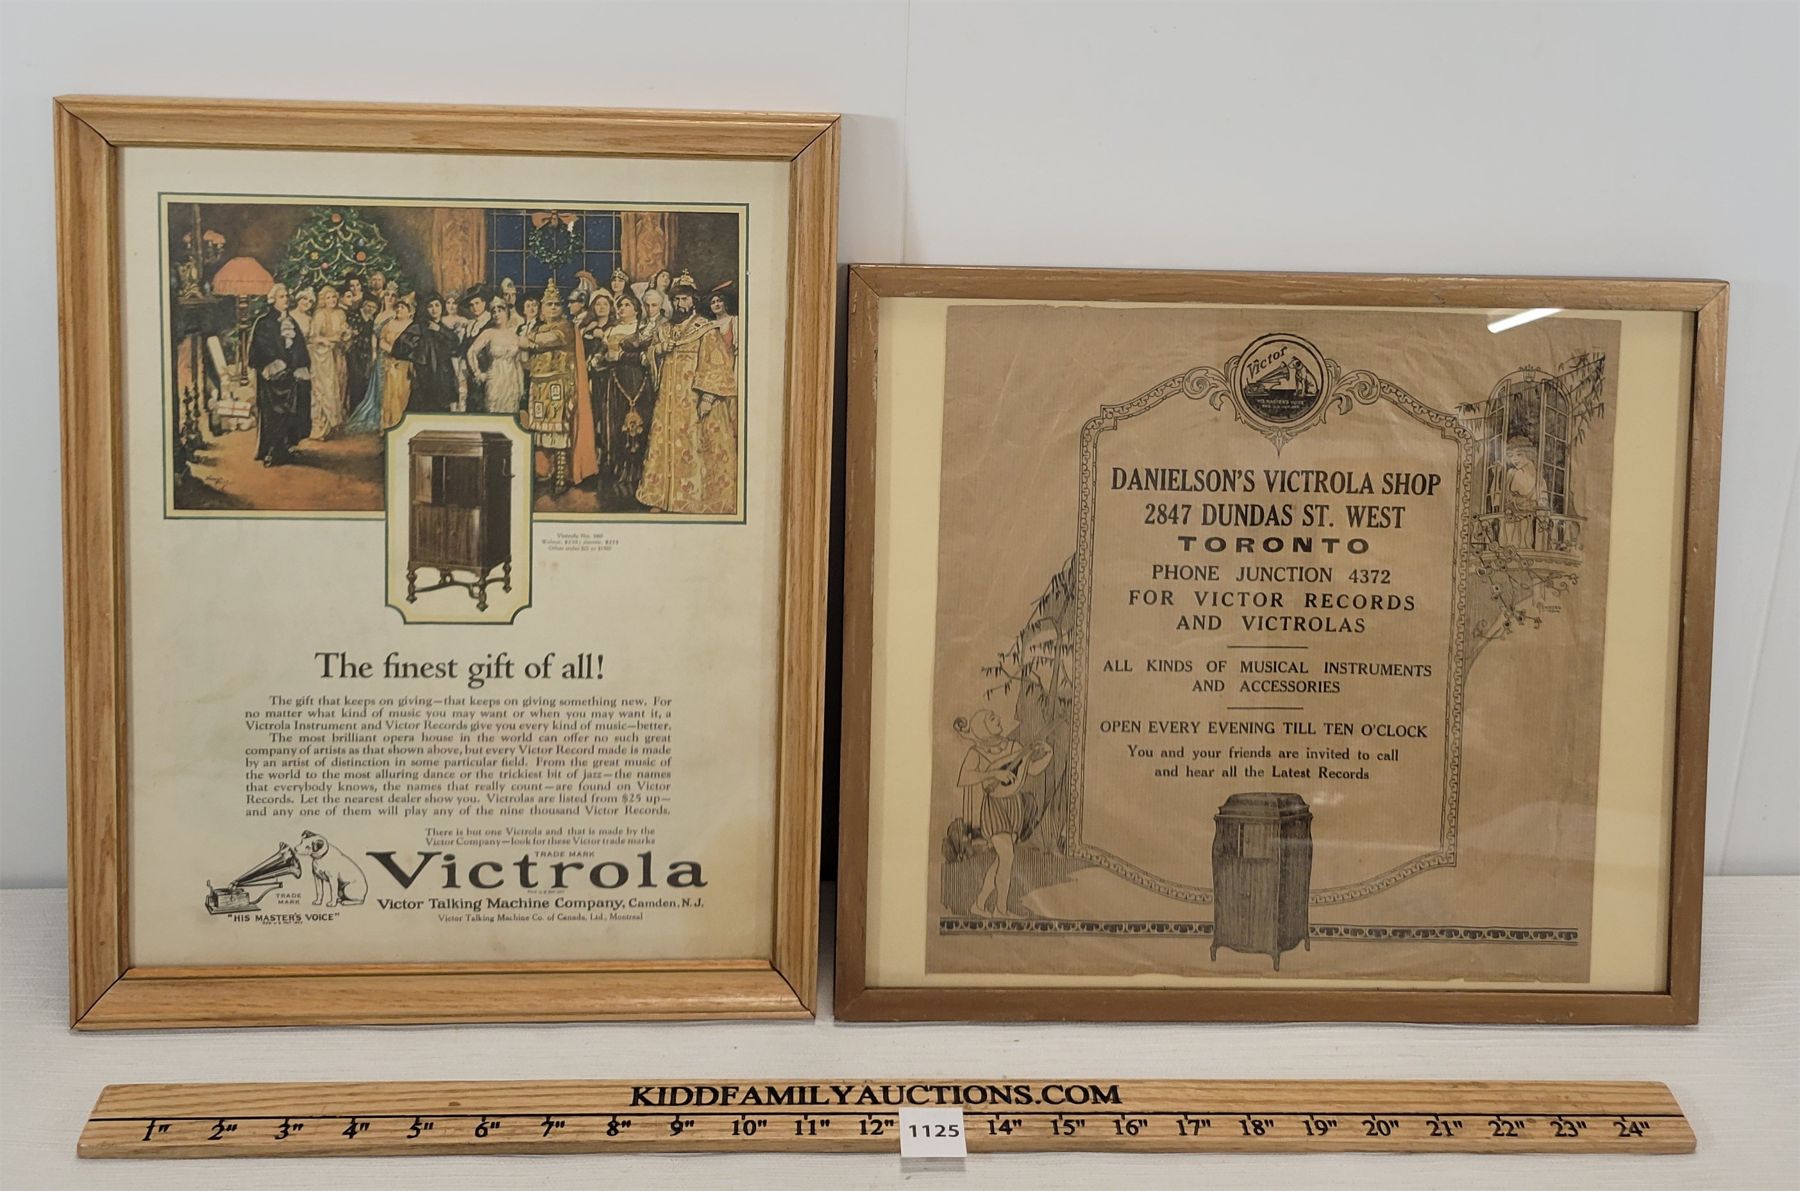 Victrola No. 360
Other styles $25 to $1500
The finest gift of all!
The gift that keeps on giving—that keeps on giving something new. For
no matter what kind of music you may want or when you may want it, a
Victrola Instrument and Victor Records give you every kind of music—better.
The most brilliant opera house in the world can offer no such great
company of artists as that shown above, but every Victor Record made is made
by an artist of distinction in some particular field. From the great music of
the world to the most alluring dance or the trickiest bit of jazz—the names
that everybody knows, the names that really count—are found on Victor
Records. Let the nearest dealer show you. Victrolas are listed from $25 up—
and any one of them will play any of the nine thousand Victor Records.
There is but one Victrola and that is made by the
Victor Company—look for these Victor trade marks
TRADE MARK
Victrola
TRADE
MARK
"HIS MASTER'S VOICE"
Victor Talking Machine Company, Camden, N.J.
Victor Talking Machine Co. of Canada, Ltd., Montreal
Victor
"HIS MASTER'S VOICE"
DANIELSON'S VICTROLA SHOP
2847 DUNDAS ST. WEST
TORONTO
PHONE JUNCTION 4372
FOR VICTOR RECORDS
AND VICTROLAS
ALL KINDS OF MUSICAL INSTRUMENTS
AND ACCESSORIES
OPEN EVERY EVENING TILL TEN O'CLOCK
You and your friends are invited to call
and hear all the Latest Records
KIDDFAMILYAUCTIONS.COM
1" 2" 3" 4" 5" 6" 7" 8" 9" 10" 11" 12" 1125 14" 15" 16" 17" 18" 19" 20" 21" 22" 23" 24"